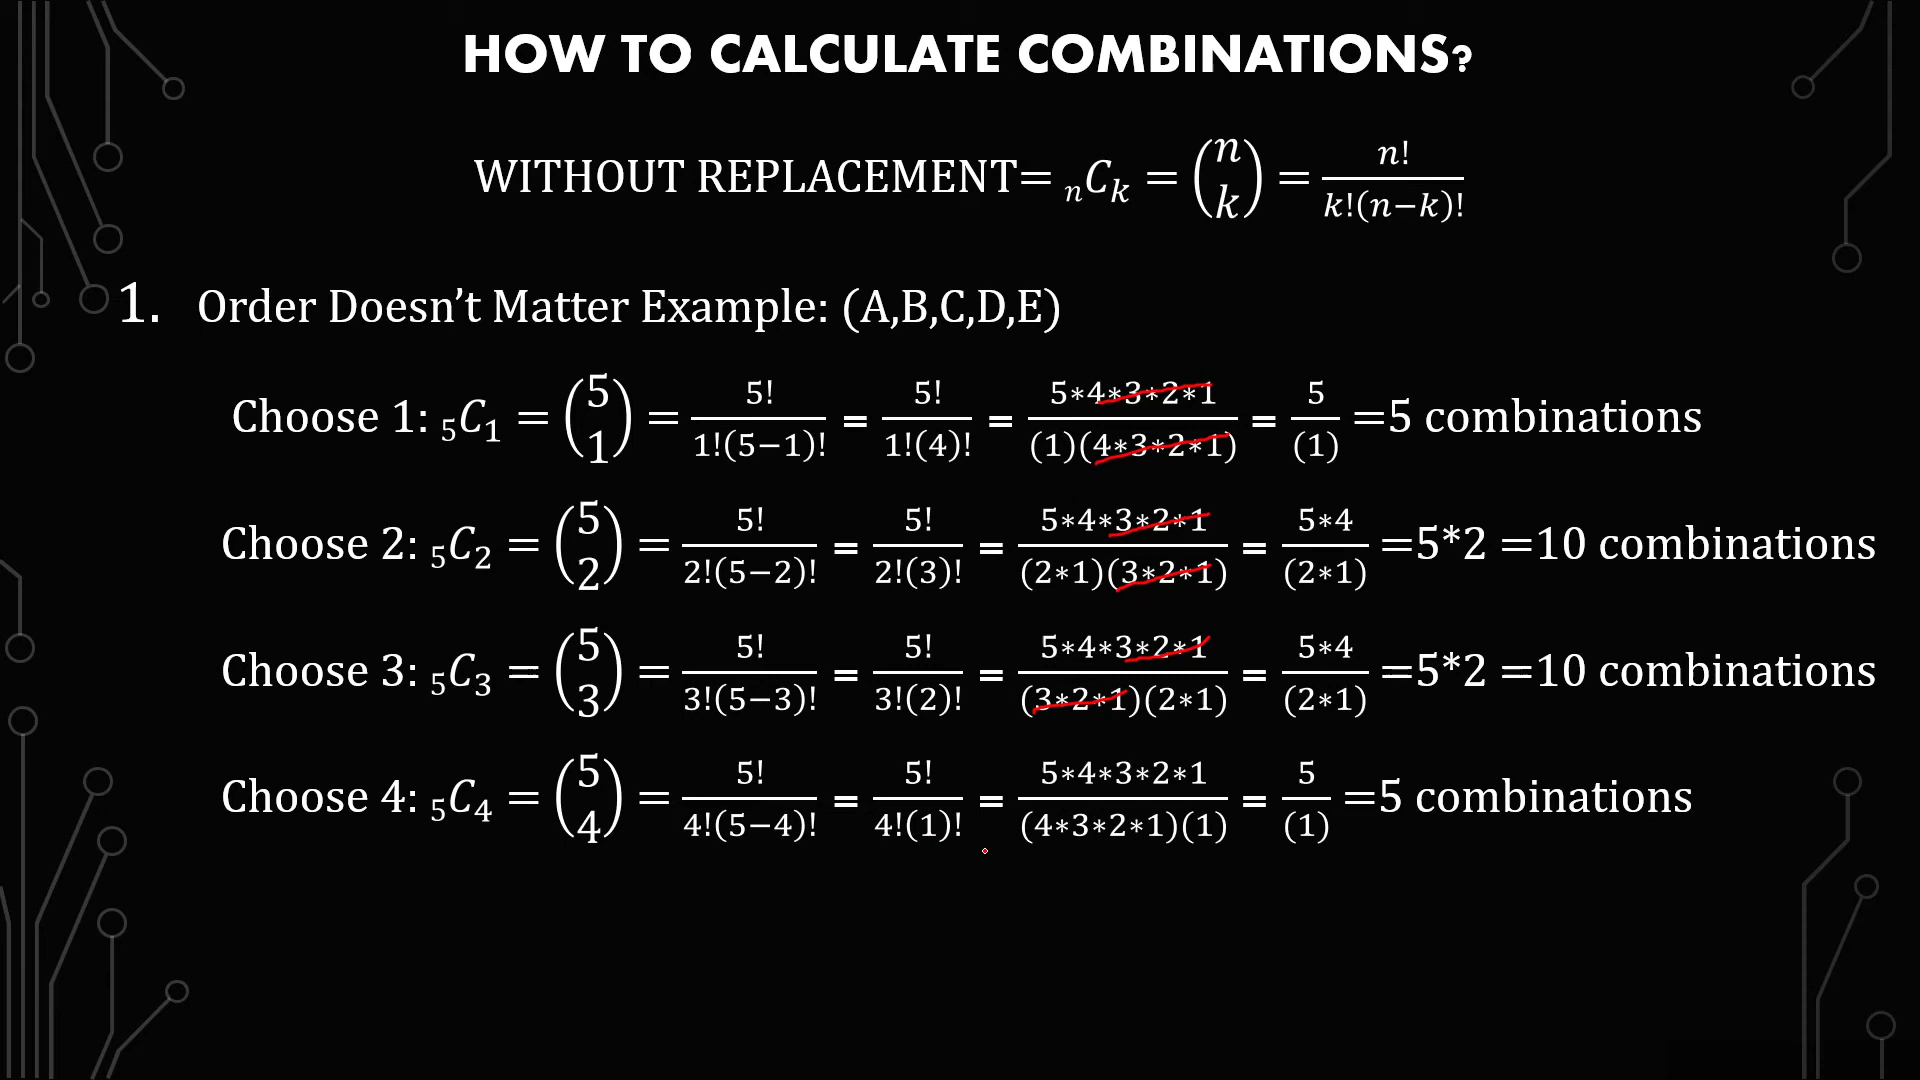 HOW TO CALCULATE COMBINATIONS?
WITHOUT REPLACEMENT= ₙCₖ = (n k) = n! / k!(n−k)!
1. Order Doesn’t Matter Example: (A,B,C,D,E)
Choose 1: ₅C₁ = (5 1) = 5! / 1!(5−1)! = 5! / 1!(4)! = 5∗4∗3∗2∗1 / (1)(4∗3∗2∗1) = 5 / (1) =5 combinations
Choose 2: ₅C₂ = (5 2) = 5! / 2!(5−2)! = 5! / 2!(3)! = 5∗4∗3∗2∗1 / (2∗1)(3∗2∗1) = 5∗4 / (2∗1) =5*2 =10 combinations
Choose 3: ₅C₃ = (5 3) = 5! / 3!(5−3)! = 5! / 3!(2)! = 5∗4∗3∗2∗1 / (3∗2∗1)(2∗1) = 5∗4 / (2∗1) =5*2 =10 combinations
Choose 4: ₅C₄ = (5 4) = 5! / 4!(5−4)! = 5! / 4!(1)! = 5∗4∗3∗2∗1 / (4∗3∗2∗1)(1) = 5 / (1) =5 combinations